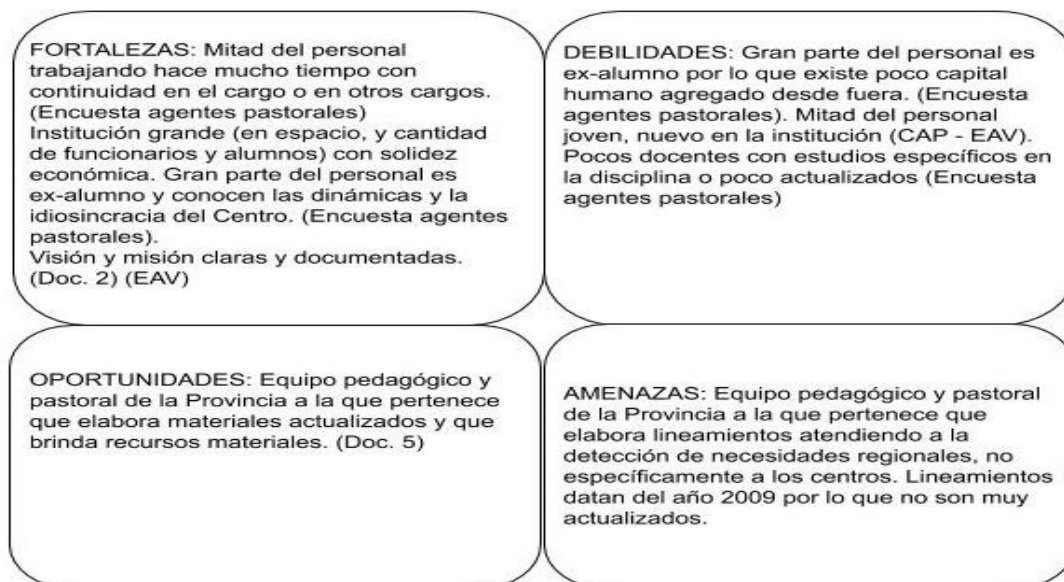 FORTALEZAS: Mitad del personal
trabajando hace mucho tiempo con
continuidad en el cargo o en otros cargos.
(Encuesta agentes pastorales)
Institución grande (en espacio, y cantidad
de funcionarios y alumnos) con solidez
económica. Gran parte del personal es
ex-alumno y conocen las dinámicas y la
idiosincracia del Centro. (Encuesta agentes
pastorales).
Visión y misión claras y documentadas.
(Doc. 2) (EAV)
DEBILIDADES: Gran parte del personal es
ex-alumno por lo que existe poco capital
humano agregado desde fuera. (Encuesta
agentes pastorales). Mitad del personal
joven, nuevo en la institución (CAP - EAV).
Pocos docentes con estudios específicos en
la disciplina o poco actualizados (Encuesta
agentes pastorales)
OPORTUNIDADES: Equipo pedagógico y
pastoral de la Provincia a la que pertenece
que elabora materiales actualizados y que
brinda recursos materiales. (Doc. 5)
AMENAZAS: Equipo pedagógico y pastoral
de la Provincia a la que pertenece que
elabora lineamientos atendiendo a la
detección de necesidades regionales, no
específicamente a los centros. Lineamientos
datan del año 2009 por lo que no son muy
actualizados.